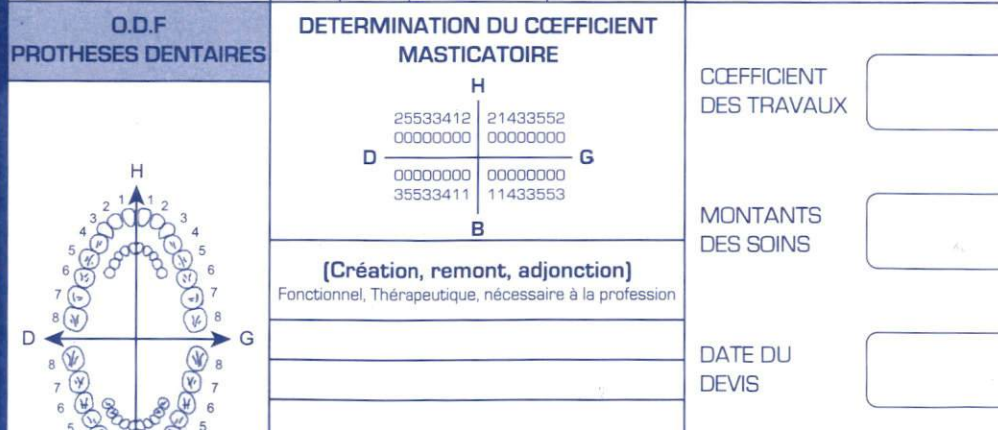 O.D.F
PROTHESES DENTAIRES
H
1 1
2 2
3 3
4 4
5 5
6 6
7 7
8 8
D G
8 8
7 7
6 6
5 5
DETERMINATION DU CŒFFICIENT
MASTICATOIRE
H
25533412 21433552
00000000 00000000
D G
00000000 00000000
35533411 11433553
B
(Création, remont, adjonction)
Fonctionnel, Thérapeutique, nécessaire à la profession
CŒFFICIENT
DES TRAVAUX
MONTANTS
DES SOINS
DATE DU
DEVIS